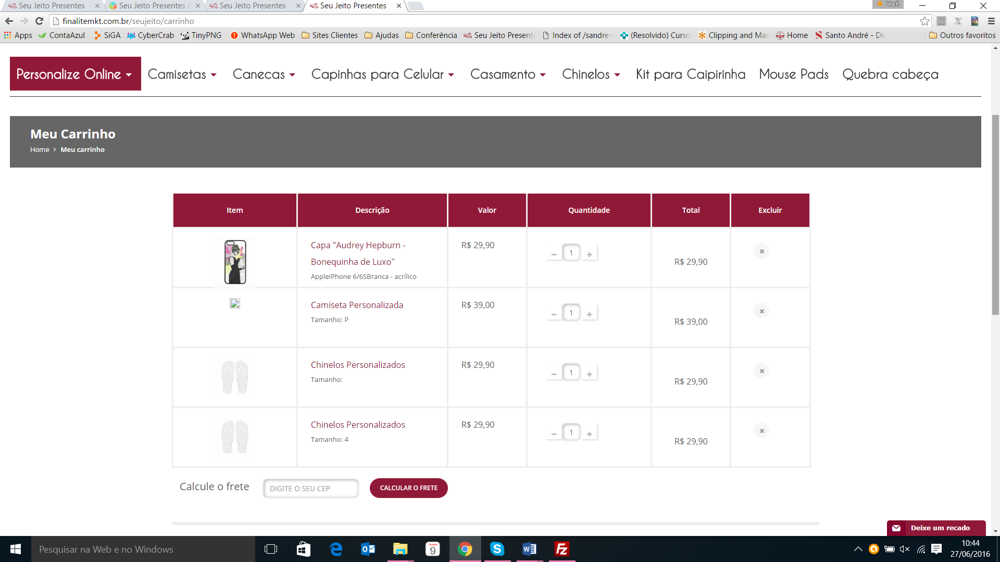 Seu Jeito Presentes
Seu Jeito Presentes
Seu Jeito Presentes
Seu Jeito Presentes
Você
finalitemkt.com.br/seujeito/carrinho
Apps
ContaAzul
SiGA
CyberCrab
TinyPNG
WhatsApp Web
Sites Clientes
Ajudas
Conferência
Seu Jeito Present
Index of /sandre-
(Resolvido) Curso
Clipping and Mas
Home
Santo André - Dis
Outros favoritos
Personalize Online
Camisetas
Canecas
Capinhas para Celular
Casamento
Chinelos
Kit para Caipirinha
Mouse Pads
Quebra cabeça
Meu Carrinho
Home
Meu carrinho
Item
Descrição
Valor
Quantidade
Total
Excluir
Capa "Audrey Hepburn -
Bonequinha de Luxo"
AppleiPhone 6/6SBranca - acrílico
R$ 29,90
1
R$ 29,90
Camiseta Personalizada
Tamanho: P
R$ 39,00
1
R$ 39,00
Chinelos Personalizados
Tamanho:
R$ 29,90
1
R$ 29,90
Chinelos Personalizados
Tamanho: 4
R$ 29,90
1
R$ 29,90
Calcule o frete
DIGITE O SEU CEP
CALCULAR O FRETE
Deixe um recado
Pesquisar na Web e no Windows
9
10:44
27/06/2016